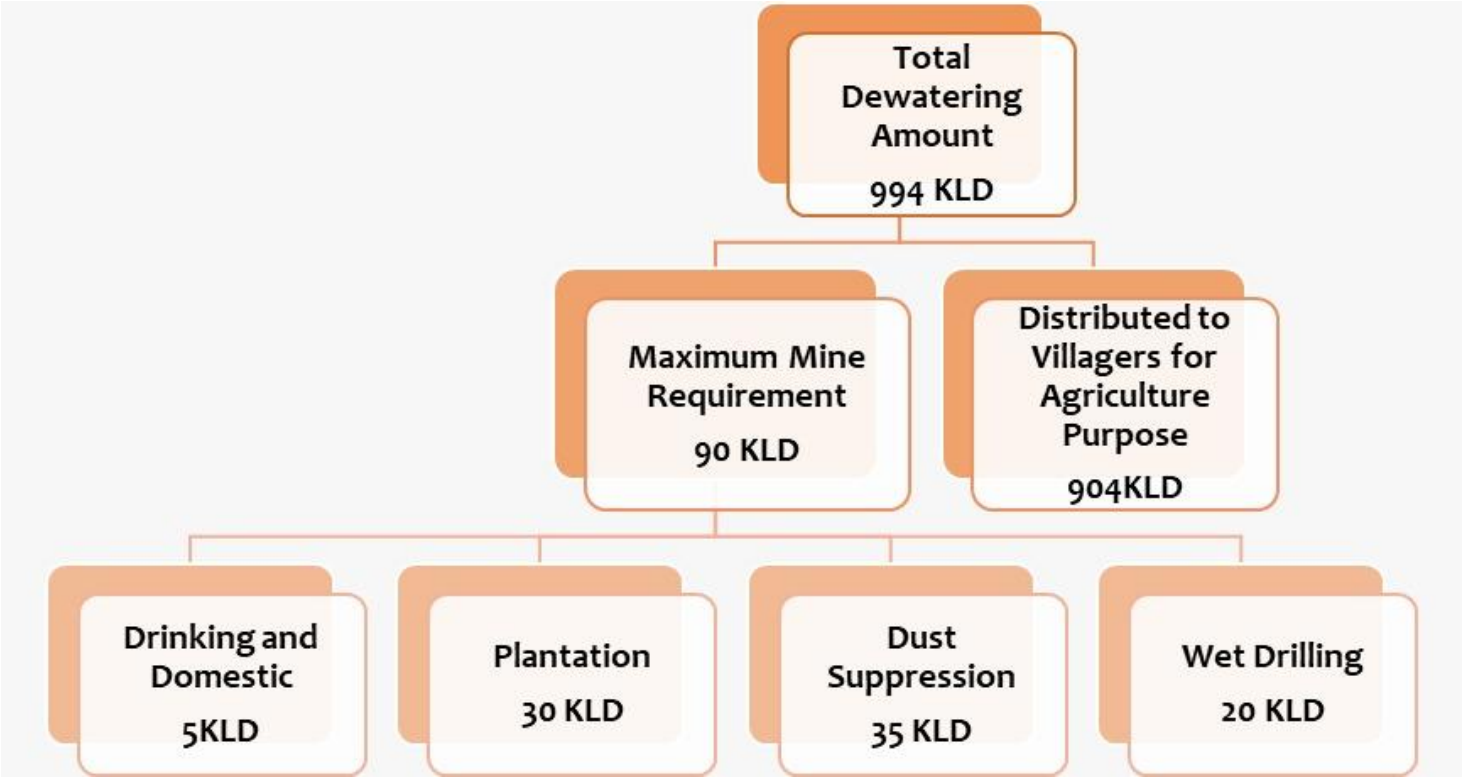 Total
Dewatering
Amount
994 KLD
Maximum Mine
Requirement
90 KLD
Distributed to
Villagers for
Agriculture
Purpose
904KLD
Drinking and
Domestic
5KLD
Plantation
30 KLD
Dust
Suppression
35 KLD
Wet Drilling
20 KLD